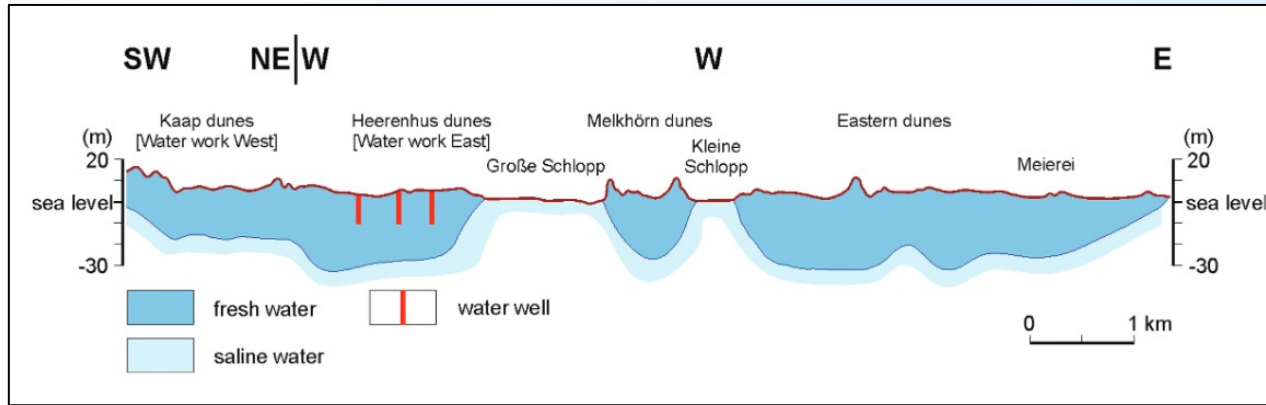 SW NE W W E
Kaap dunes
[Water work West]
Heerenhus dunes
[Water work East]
Große Schlopp
Melkhörn dunes
Kleine
Schlopp
Eastern dunes
Meierei
(m)
20
sea level
-30
(m)
20
sea level
-30
fresh water
water well
saline water
0 1 km